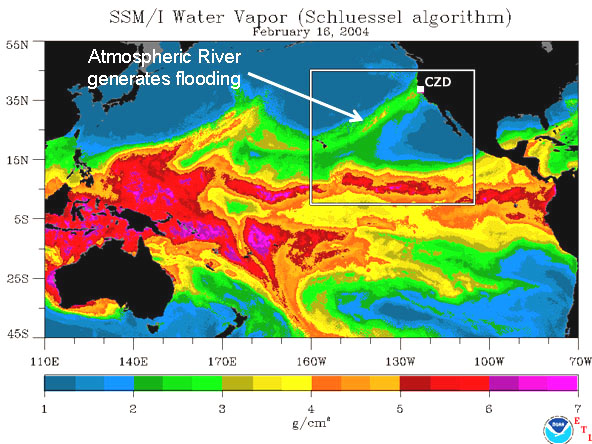 SSM/I Water Vapor (Schluessel algorithm)
February 16, 2004
55N
35N
15N
5S
25S
45S
Atmospheric River
generates flooding
CZD
110E 140E 170E 160W 130W 100W 70W
1 2 3 4 5 6 7
g/cm²
NOAA
E
T
L